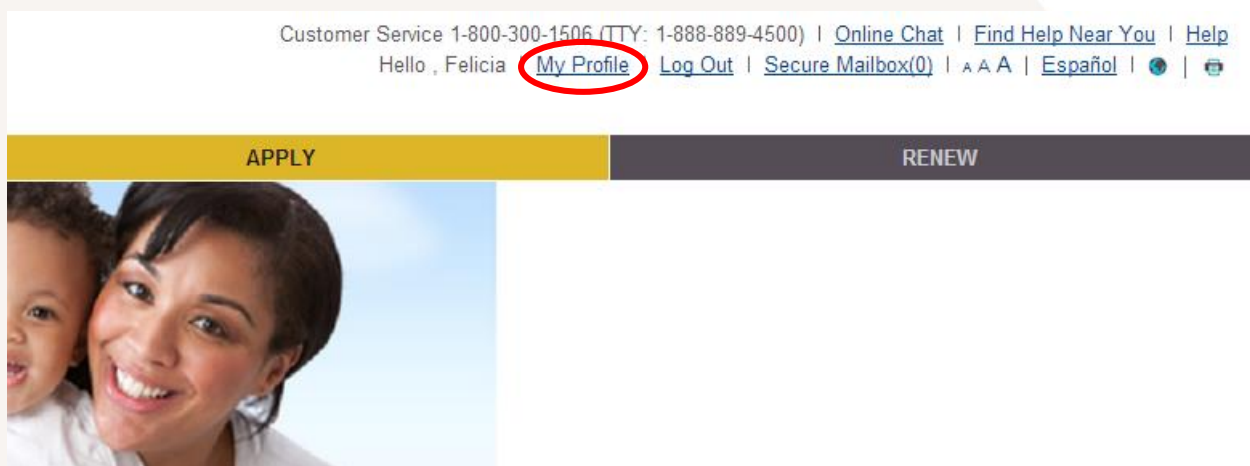 Customer Service 1-800-300-1506 (TTY: 1-888-889-4500) | Online Chat | Find Help Near You | Help
Hello , Felicia | My Profile | Log Out | Secure Mailbox(0) | A A A | Español | |
APPLY
RENEW